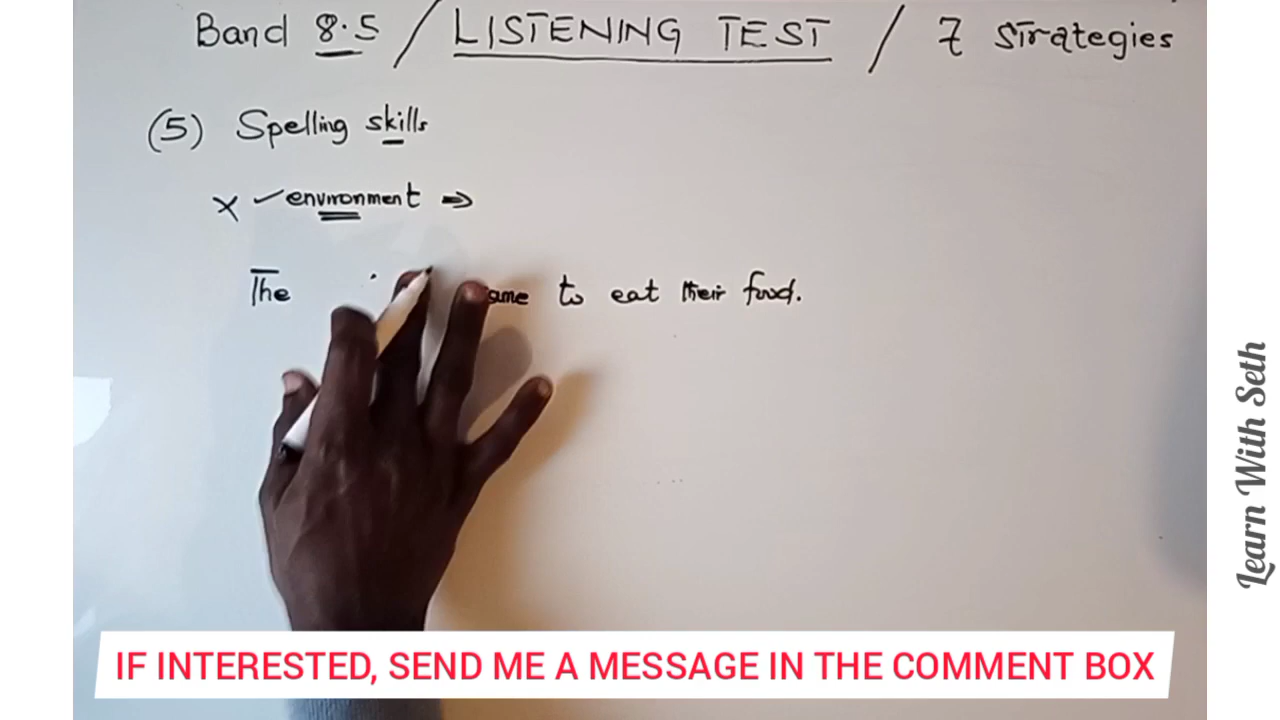 Band 8.5 / LISTENING TEST / 7 Strategies
(5) Spelling skills
× ✓environment ⇒
The to eat their food.
IF INTERESTED, SEND ME A MESSAGE IN THE COMMENT BOX
Learn With Seth